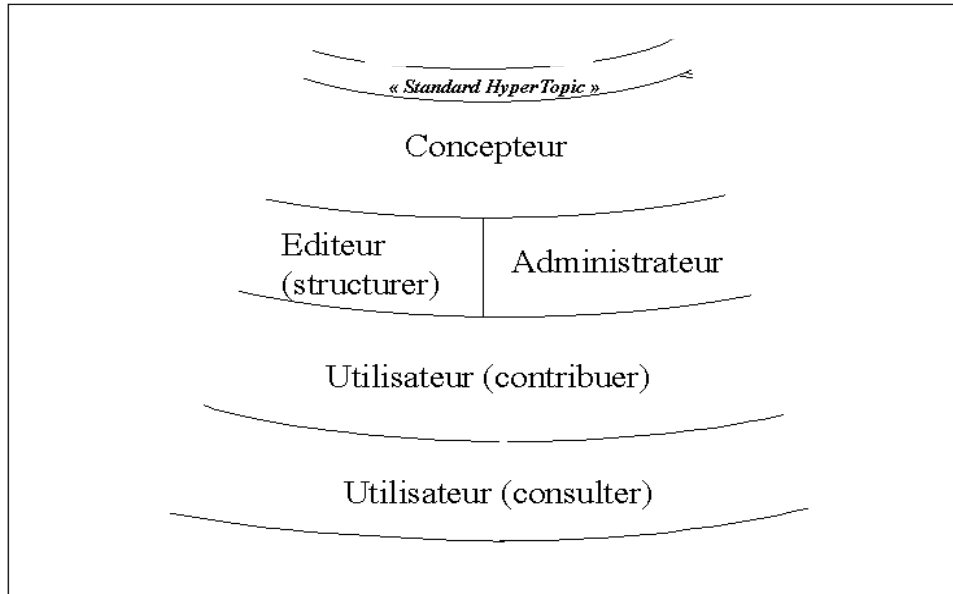 « Standard HyperTopic »
Concepteur
Editeur
(structurer)
Administrateur
Utilisateur (contribuer)
Utilisateur (consulter)